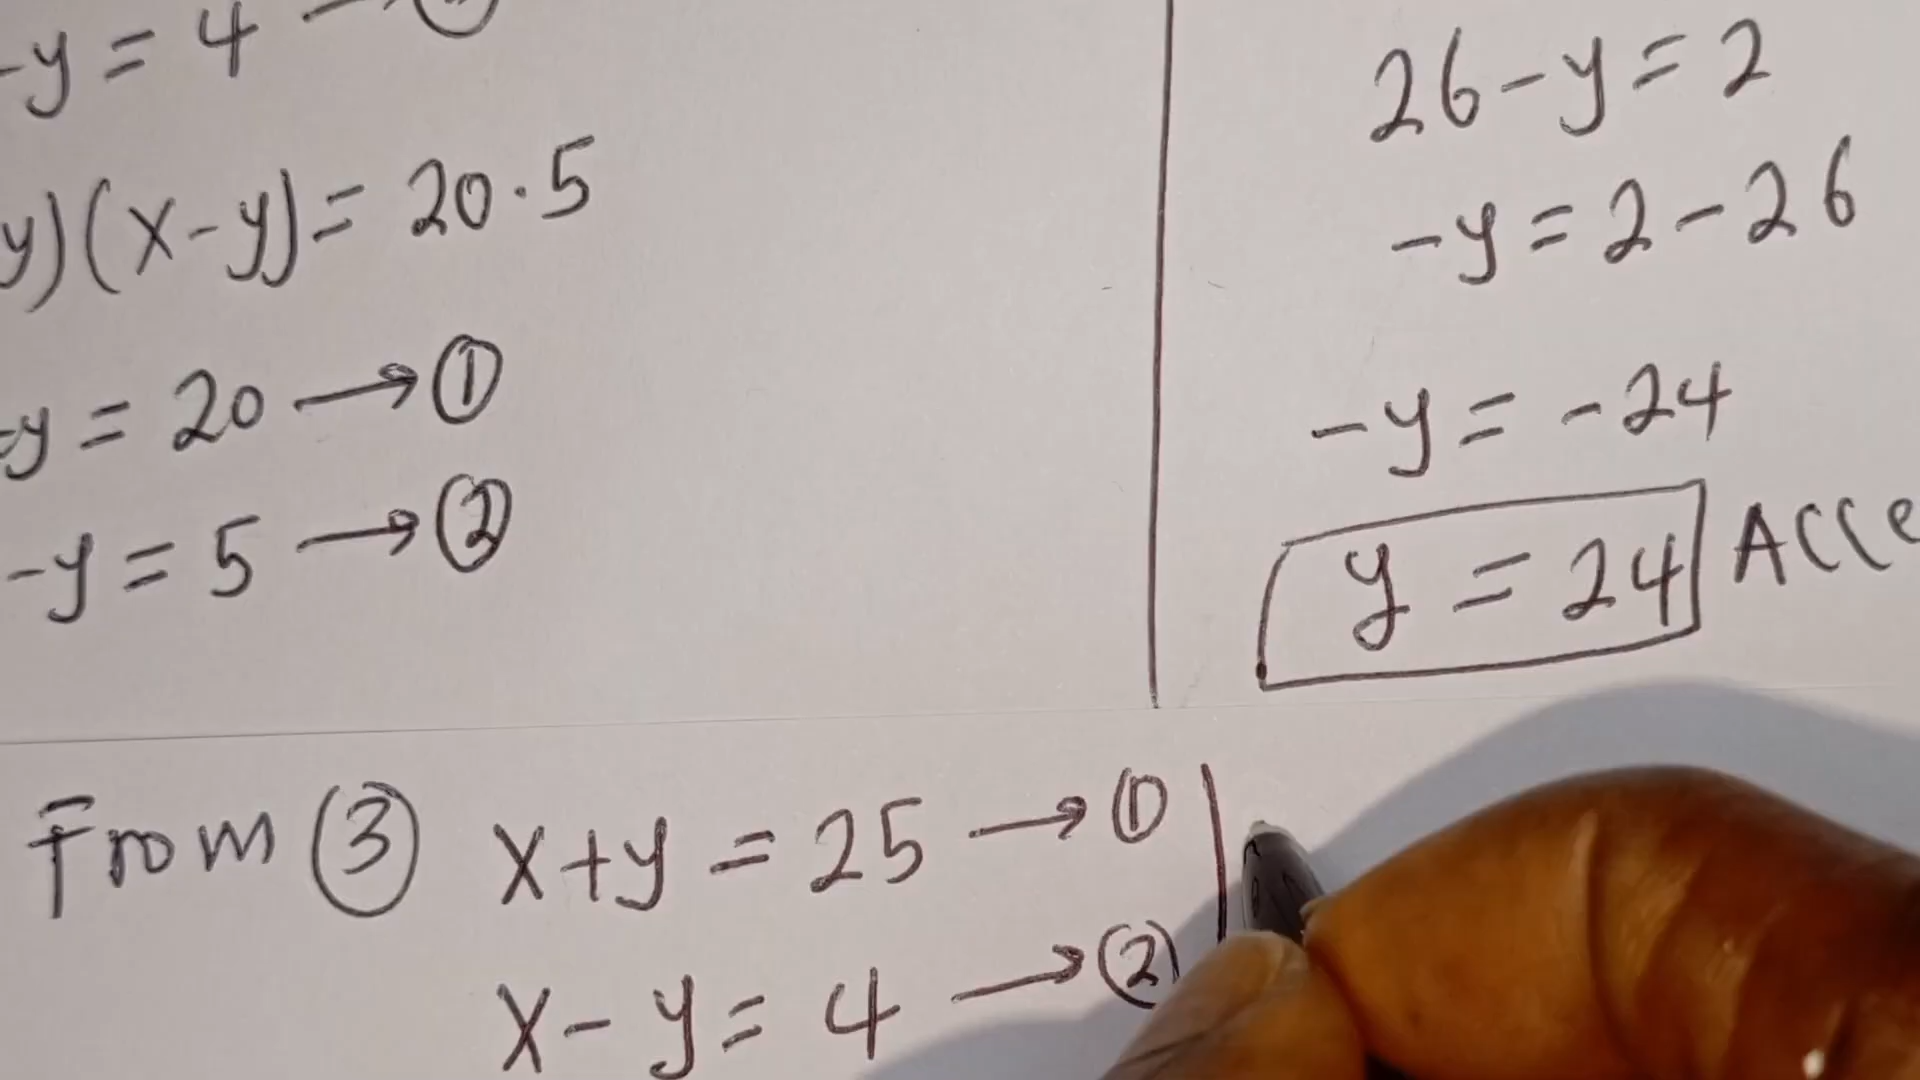 -y = 4
y)(x-y) = 20·5
=y = 20 → ①
-y = 5 → ②
26-y = 2
-y = 2-26
-y = -24
y = 24 Acce
From ③ x+y = 25 → ①
x-y = 4 → ②